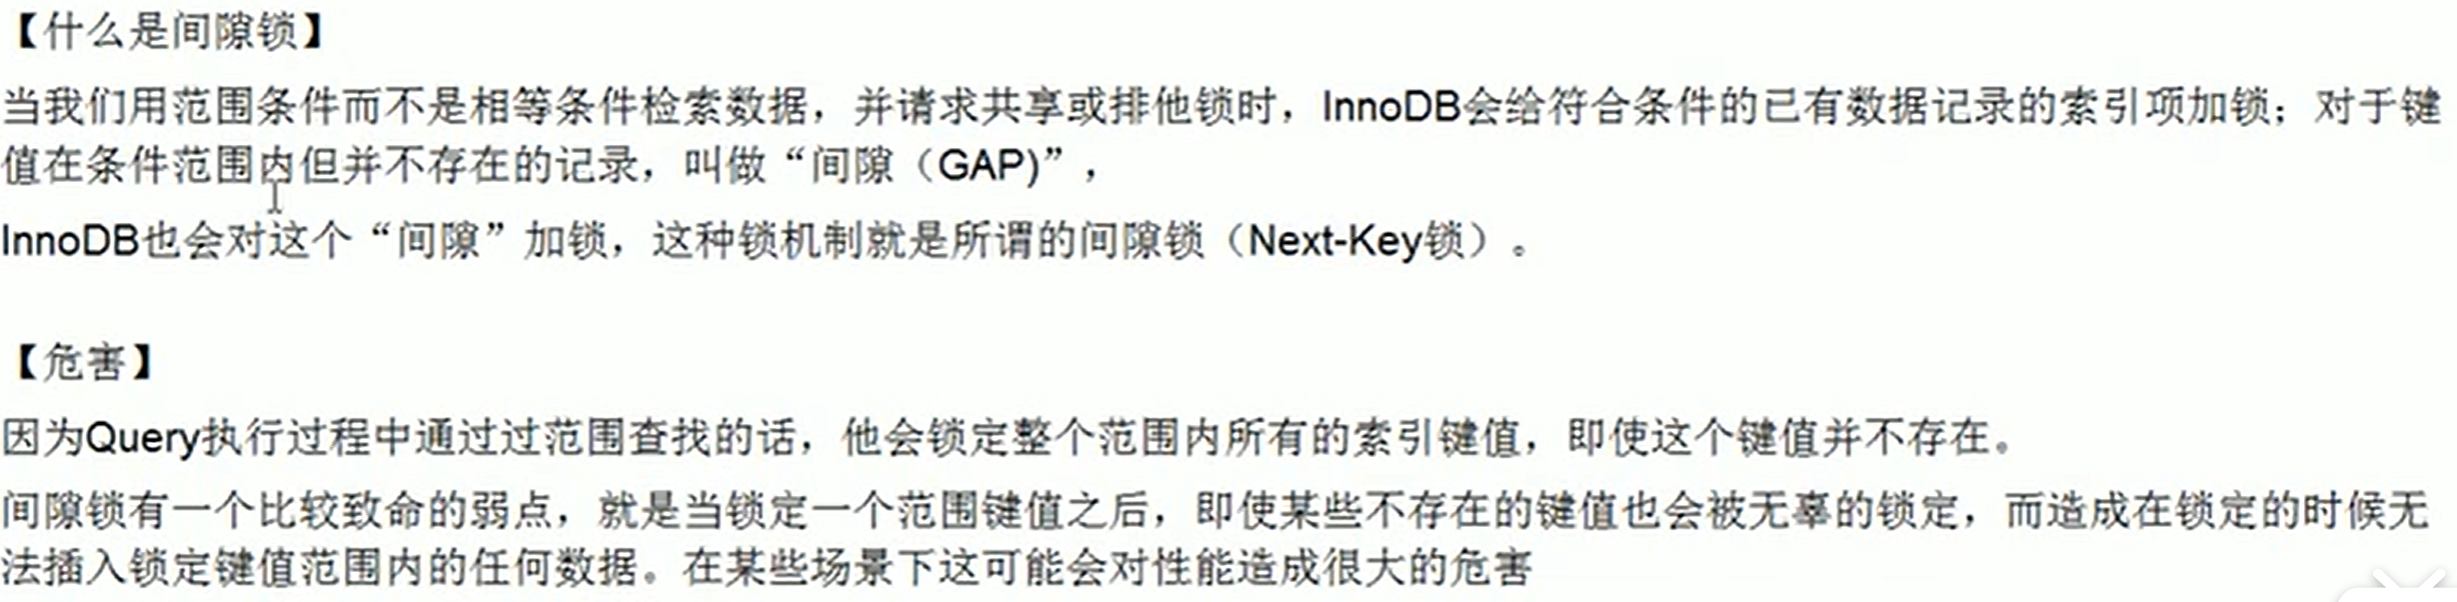 【什么是间隙锁】
当我们用范围条件而不是相等条件检索数据，并请求共享或排他锁时，InnoDB会给符合条件的已有数据记录的索引项加锁；对于键
值在条件范围内但并不存在的记录，叫做“间隙（GAP)”，
InnoDB也会对这个“间隙”加锁，这种锁机制就是所谓的间隙锁（Next-Key锁）。
【危害】
因为Query执行过程中通过过范围查找的话，他会锁定整个范围内所有的索引键值，即使这个键值并不存在。
间隙锁有一个比较致命的弱点，就是当锁定一个范围键值之后，即使某些不存在的键值也会被无辜的锁定，而造成在锁定的时候无
法插入锁定键值范围内的任何数据。在某些场景下这可能会对性能造成很大的危害